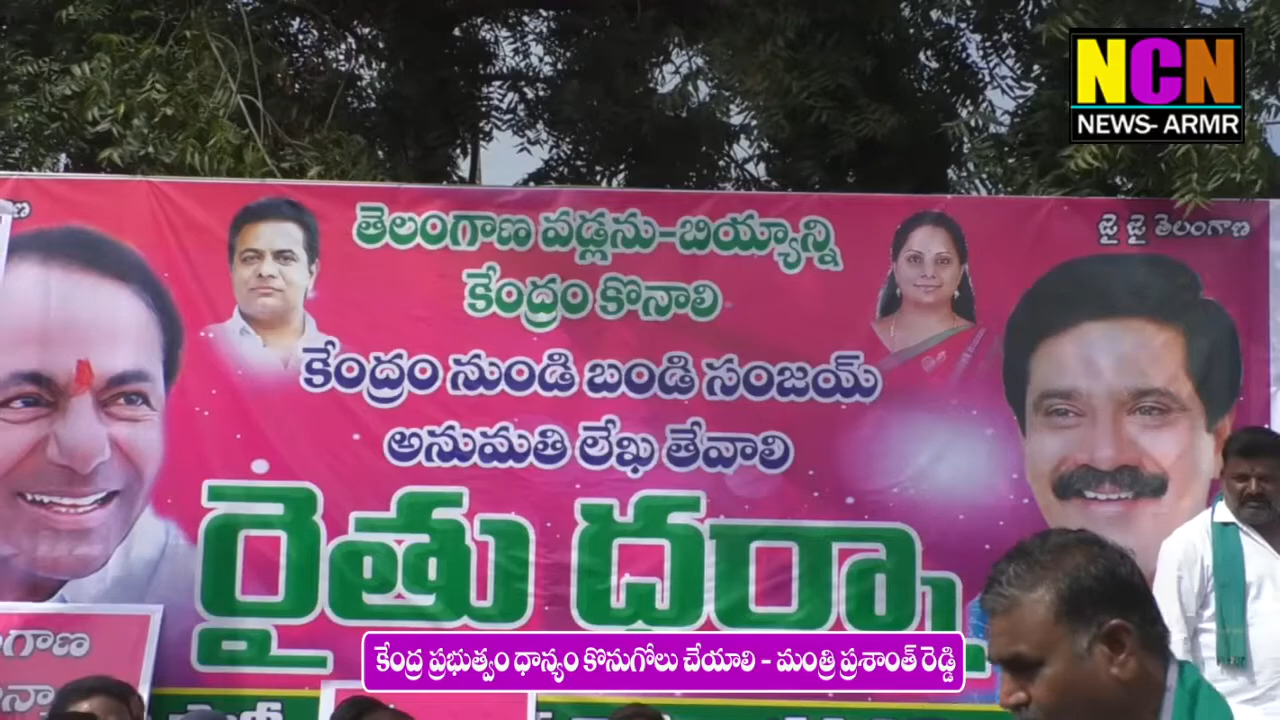 NCN
NEWS- ARMR
జై జై తెలంగాణ
తెలంగాణ వడ్లను-బియ్యాన్ని
కేంద్రం కొనాలి
కేంద్రం నుండి బండి సంజయ్
అనుమతి లేఖ తేవాలి
రైతు దర్నా
కేంద్ర ప్రభుత్వం ధాన్యం కొనుగోలు చేయాలి - మంత్రి ప్రశాంత్ రెడ్డి